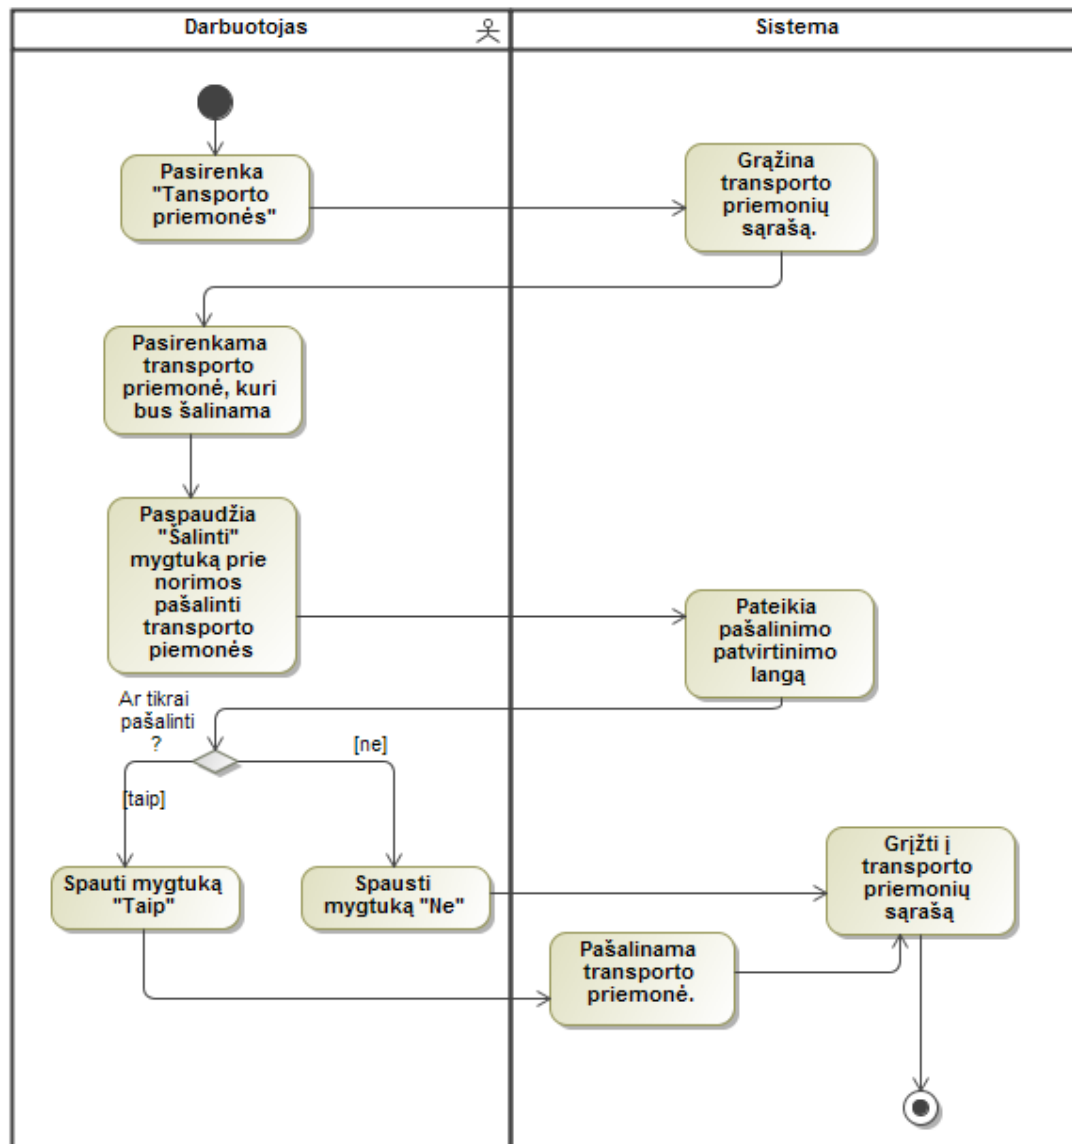 Darbuotojas
Sistema
Pasirenka
"Tansporto
priemonės"
Grąžina
transporto
priemonių
sąrašą.
Pasirenkama
transporto
priemonė, kuri
bus šalinama
Paspaudžia
"Šalinti"
mygtuką prie
norimos
pašalinti
transporto
piemonės
Pateikia
pašalinimo
patvirtinimo
langą
Ar tikrai
pašalinti
?
[ne]
[taip]
Spauti mygtuką
"Taip"
Spausti
mygtuką "Ne"
Grįžti į
transporto
priemonių
sąrašą
Pašalinama
transporto
priemonė.